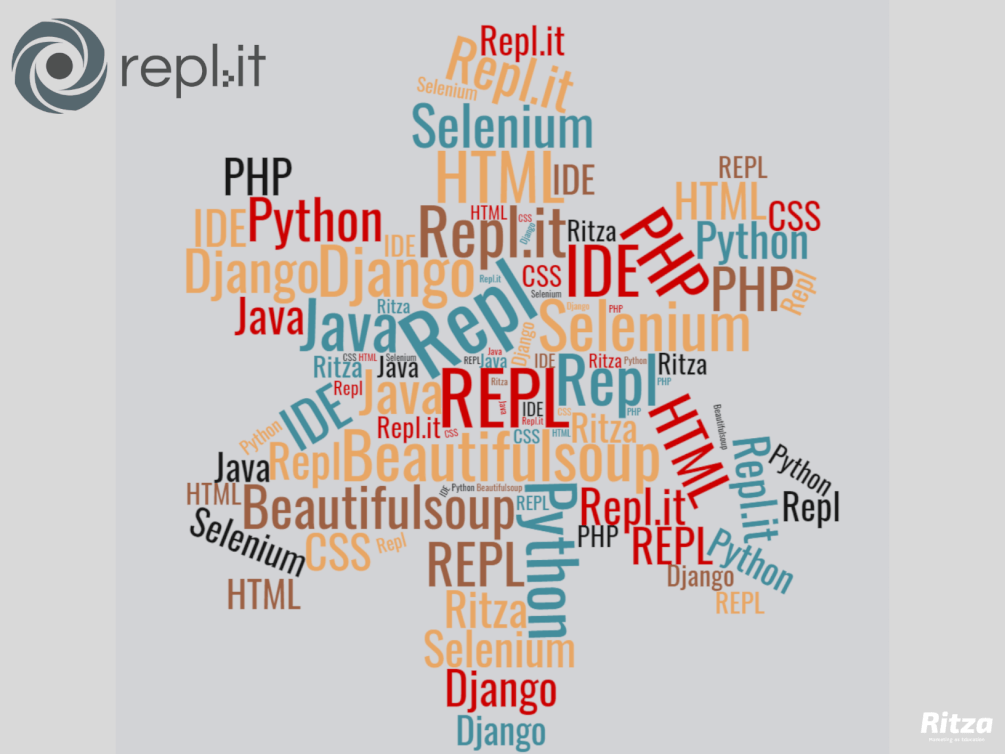 repl.it
Repl.it
Repl.it
Selenium
Selenium
HTML
IDE
PHP
REPL
HTML
CSS
IDE
Python
IDE
Repl.it
HTML
CSS
Django
Ritza
PHP
Python
Django
Django
Repl.it
CSS
Selenium
IDE
PHP
Repl
Java
Java
Ritza
Repl
Django
Selenium
Django
PHP
Ritza
CSS
HTML
Selenium
Java
REPL
Java
Java
IDE
Repl
Ritza
Python
Ritza
PHP
IDE
Repl
Java
REPL
Ritza
Java
IDE
Repl.it
CSS
PHP
HTML
Beautifulsoup
Python
Repl.it
CSS
CSS
HTML
Ritza
Java
Repl
Beautifulsoup
Repl.it
Python
Repl
HTML
Beautifulsoup
IDE
Python
Beautifulsoup
REPL
Python
Repl.it
Selenium
CSS
Repl
PHP
REPL
Python
REPL
Django
HTML
REPL
Ritza
Selenium
Django
Django
Ritza